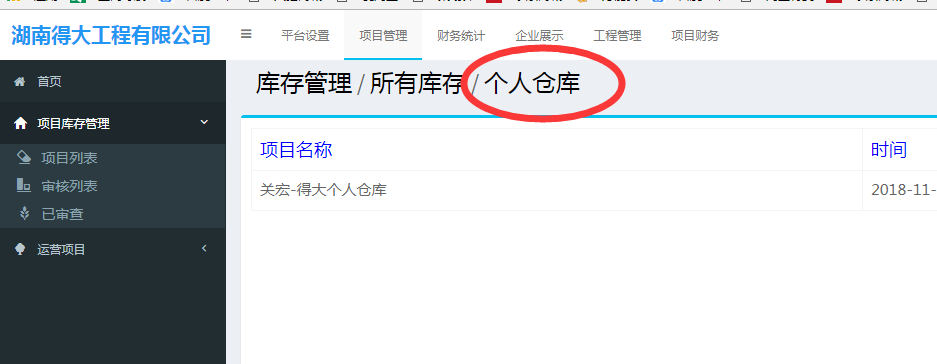 湖南得大工程有限公司
平台设置 项目管理 财务统计 企业展示 工程管理 项目财务
首页
项目库存管理
项目列表
审核列表
已审查
运营项目
库存管理 / 所有库存 / 个人仓库
项目名称 时间
关宏-得大个人仓库 2018-11-